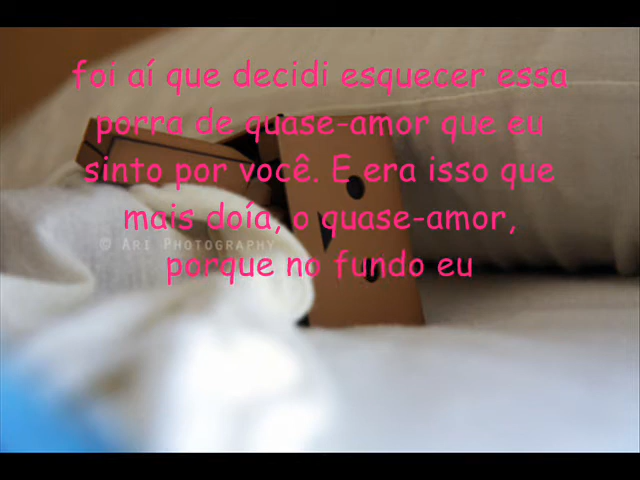 foi aí que decidi esquecer essa
porra de quase-amor que eu
sinto por você. E era isso que
mais doía, o quase-amor,
© Ari Photography
porque no fundo eu